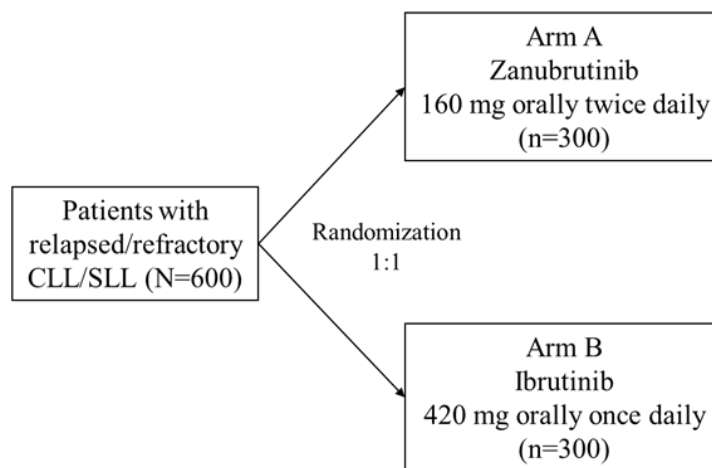 Arm A
Zanubrutinib
160 mg orally twice daily
(n=300)
Patients with
relapsed/refractory
CLL/SLL (N=600)
Randomization
1:1
Arm B
Ibrutinib
420 mg orally once daily
(n=300)